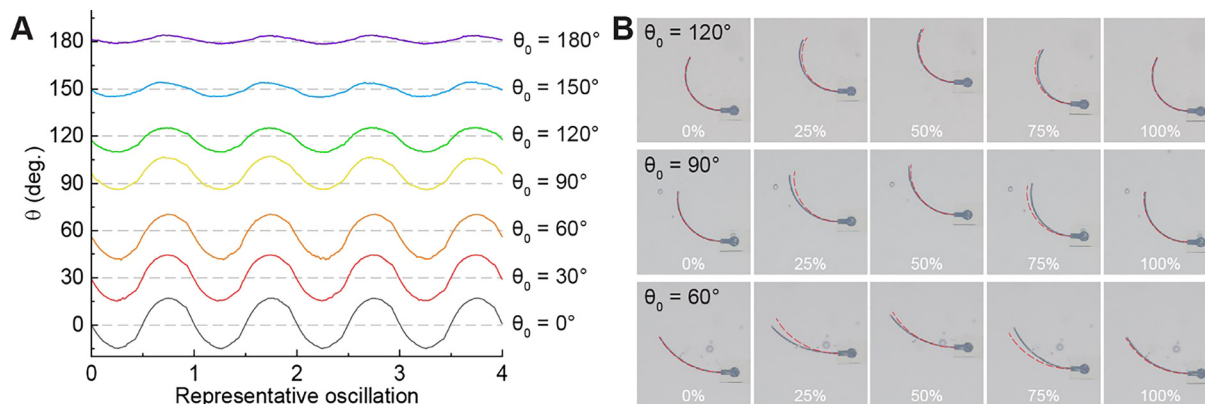 A
θ (deg.)
180
150
120
90
60
30
0
θ₀ = 180°
θ₀ = 150°
θ₀ = 120°
θ₀ = 90°
θ₀ = 60°
θ₀ = 30°
θ₀ = 0°
0 1 2 3 4
Representative oscillation
B
θ₀ = 120°
0% 25% 50% 75% 100%
θ₀ = 90°
0% 25% 50% 75% 100%
θ₀ = 60°
0% 25% 50% 75% 100%